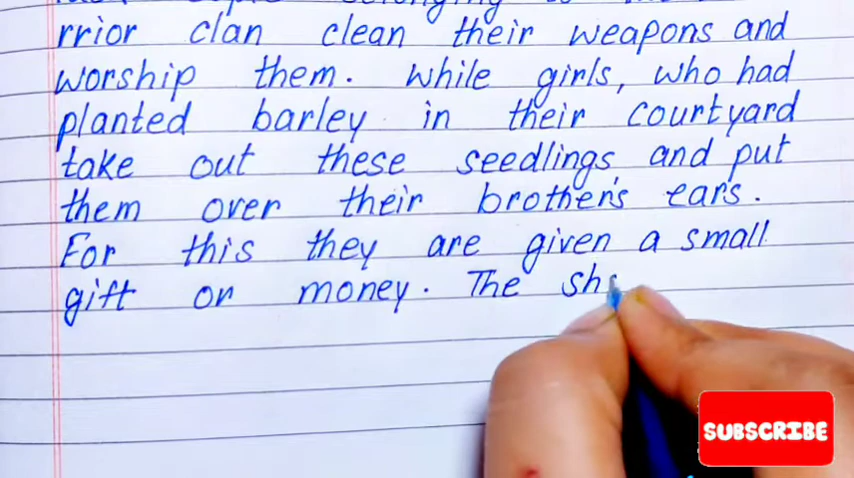 rrior clan clean their weapons and
worship them. While girls, who had
planted barley in their courtyard
take out these seedlings, and put
them over their brother's ears.
For this they are given a small
gift or money. The sh
SUBSCRIBE